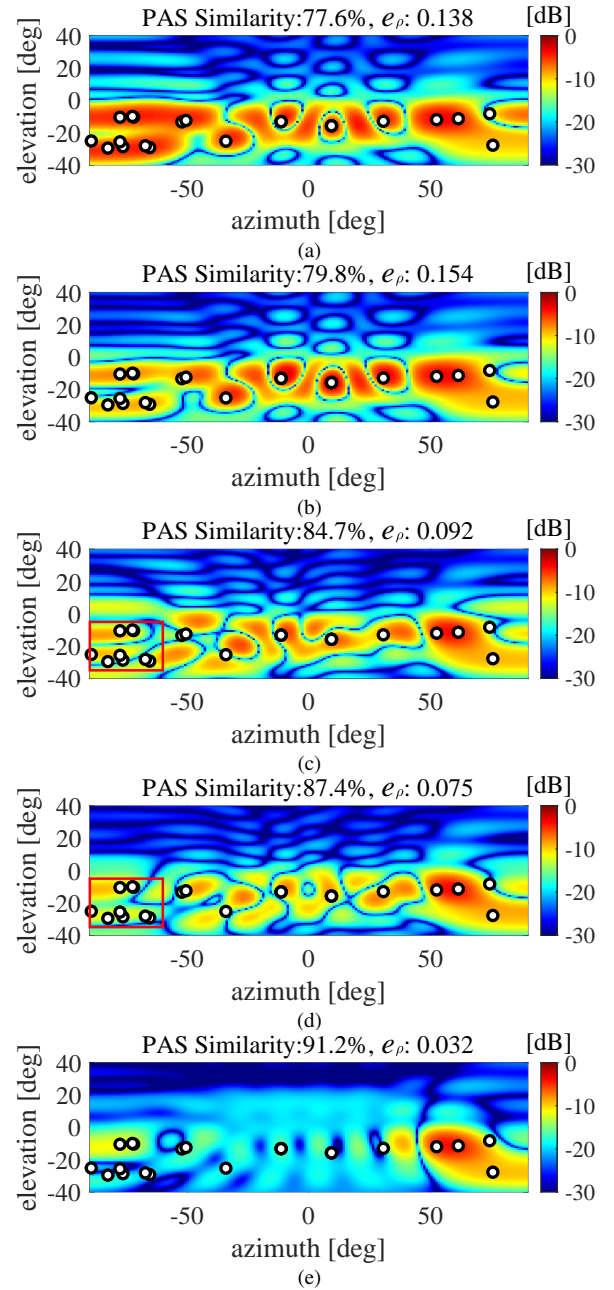 PAS Similarity:77.6%, eρ: 0.138 [dB]
40
20
0
-20
-40
elevation [deg]
-50 0 50
azimuth [deg]
0
-10
-20
-30
(a)
PAS Similarity:79.8%, eρ: 0.154 [dB]
40
20
0
-20
-40
elevation [deg]
-50 0 50
azimuth [deg]
0
-10
-20
-30
(b)
PAS Similarity:84.7%, eρ: 0.092 [dB]
40
20
0
-20
-40
elevation [deg]
-50 0 50
azimuth [deg]
0
-10
-20
-30
(c)
PAS Similarity:87.4%, eρ: 0.075 [dB]
40
20
0
-20
-40
elevation [deg]
-50 0 50
azimuth [deg]
0
-10
-20
-30
(d)
PAS Similarity:91.2%, eρ: 0.032 [dB]
40
20
0
-20
-40
elevation [deg]
-50 0 50
azimuth [deg]
0
-10
-20
-30
(e)